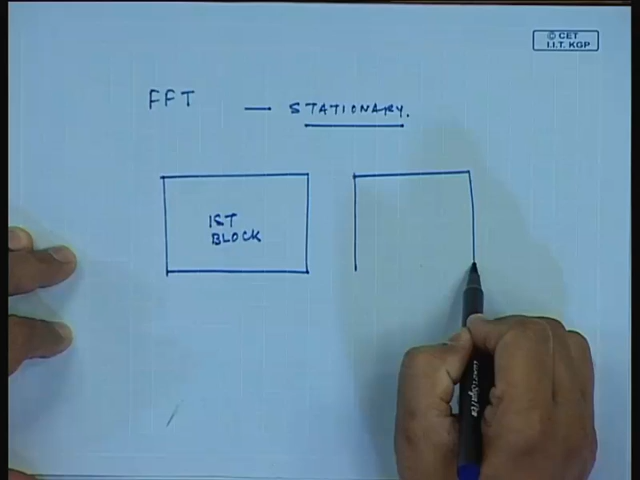 © CET
I.I.T. KGP
FFT — STATIONARY.
1ST
BLOCK